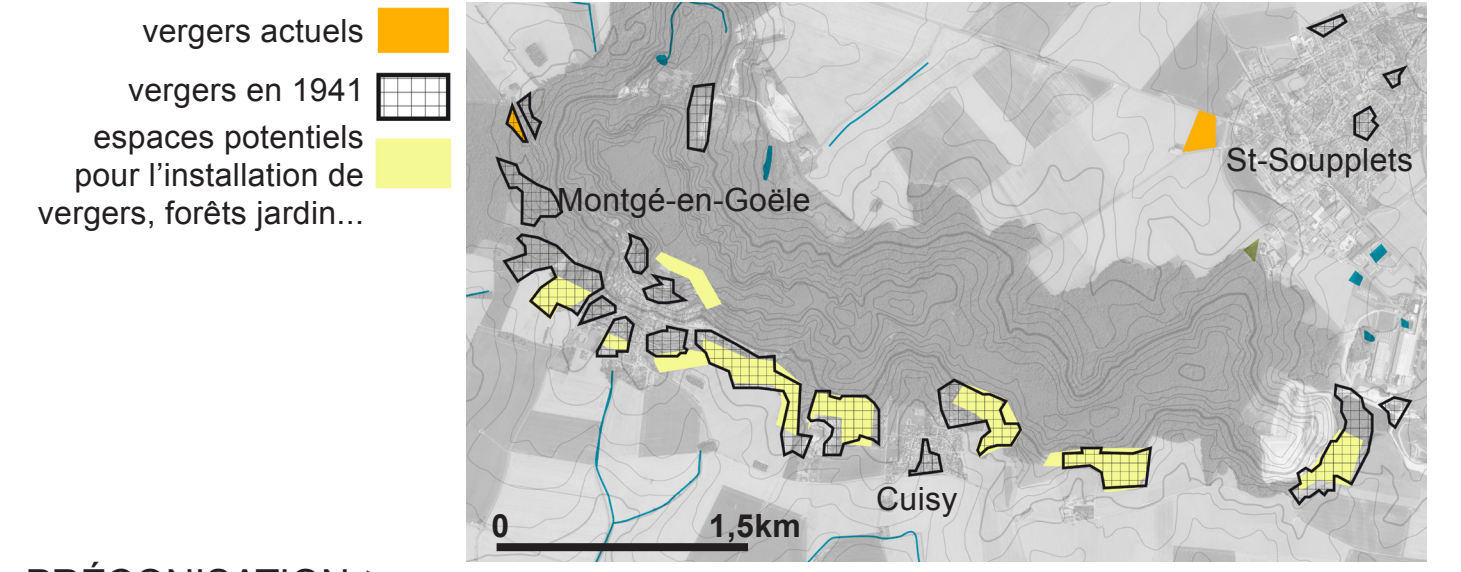 vergers actuels
vergers en 1941
espaces potentiels
pour l'installation de
vergers, forêts jardin...
St-Soupplets
Montgé-en-Goële
Cuisy
0 1,5km